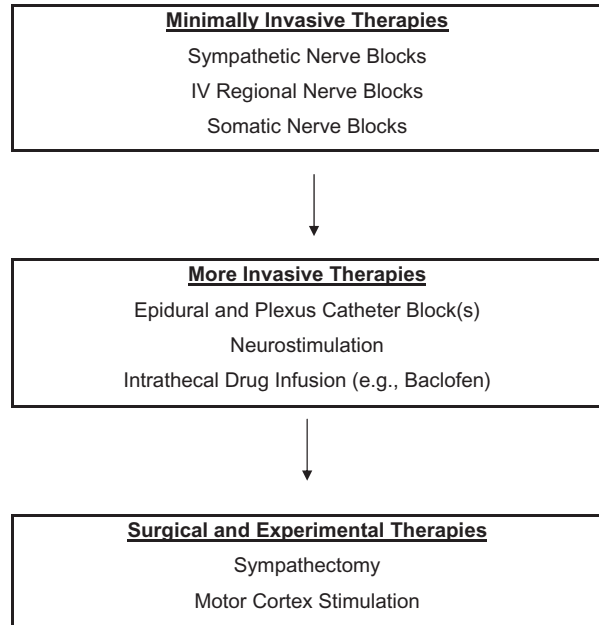 Minimally Invasive Therapies
Sympathetic Nerve Blocks
IV Regional Nerve Blocks
Somatic Nerve Blocks
More Invasive Therapies
Epidural and Plexus Catheter Block(s)
Neurostimulation
Intrathecal Drug Infusion (e.g., Baclofen)
Surgical and Experimental Therapies
Sympathectomy
Motor Cortex Stimulation